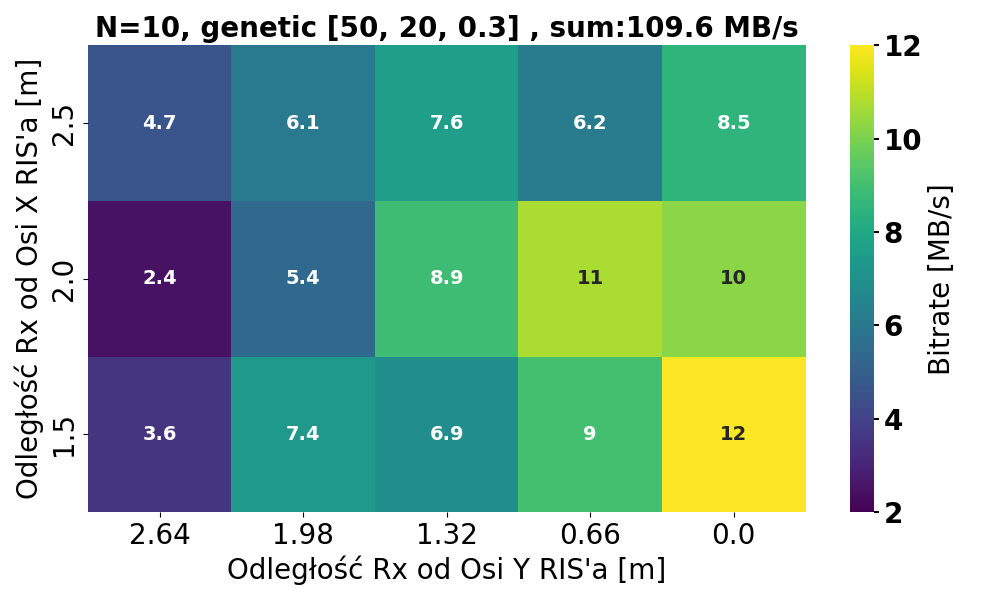 N=10, genetic [50, 20, 0.3] , sum:109.6 MB/s
Odległość Rx od Osi X RIS'a [m]
2.5
2.0
1.5
4.7 6.1 7.6 6.2 8.5
2.4 5.4 8.9 11 10
3.6 7.4 6.9 9 12
2.64 1.98 1.32 0.66 0.0
Odległość Rx od Osi Y RIS'a [m]
12
10
8
6
4
2
Bitrate [MB/s]